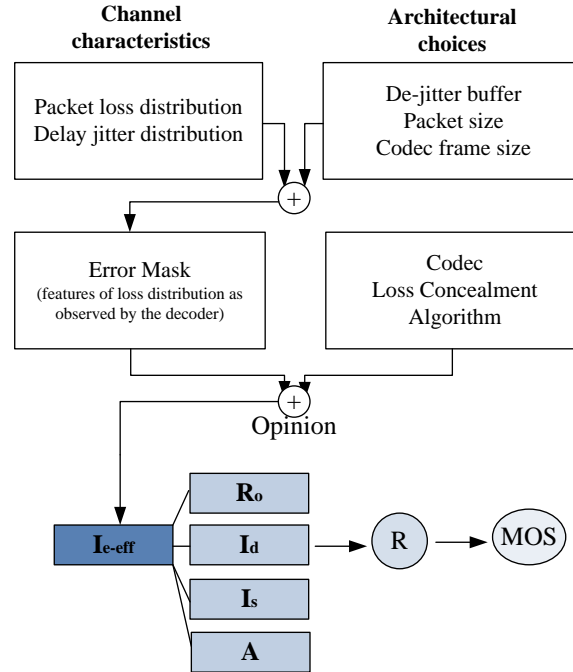 Channel
characteristics
Architectural
choices
Packet loss distribution
Delay jitter distribution
De-jitter buffer
Packet size
Codec frame size
+
Error Mask
(features of loss distribution as
observed by the decoder)
Codec
Loss Concealment
Algorithm
+
Opinion
Ro
Ie-eff
Id
R
MOS
Is
A